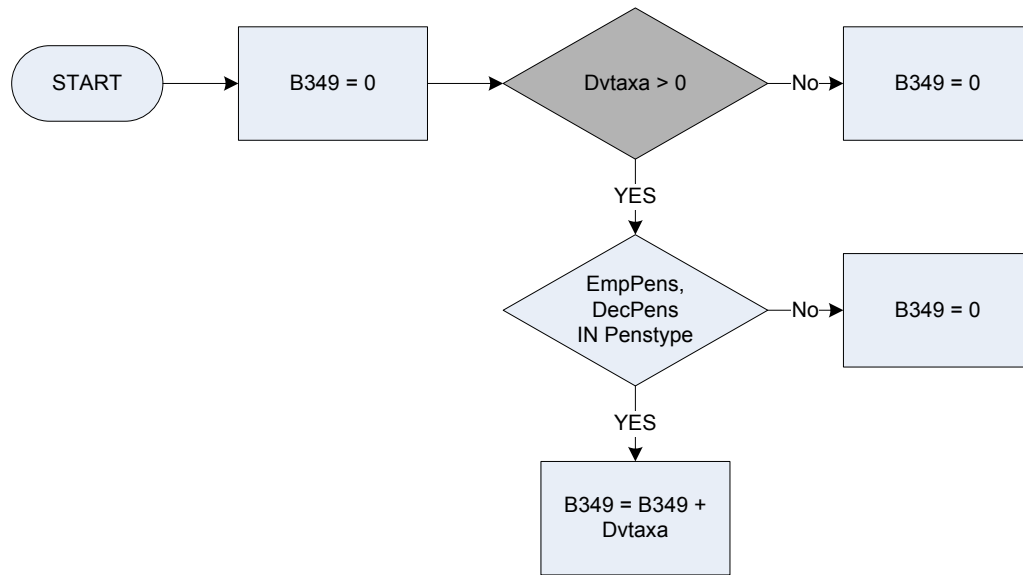 START
B349 = 0
Dvtaxa > 0
No
B349 = 0
YES
EmpPens,
DecPens
IN Penstype
No
B349 = 0
YES
B349 = B349 +
Dvtaxa